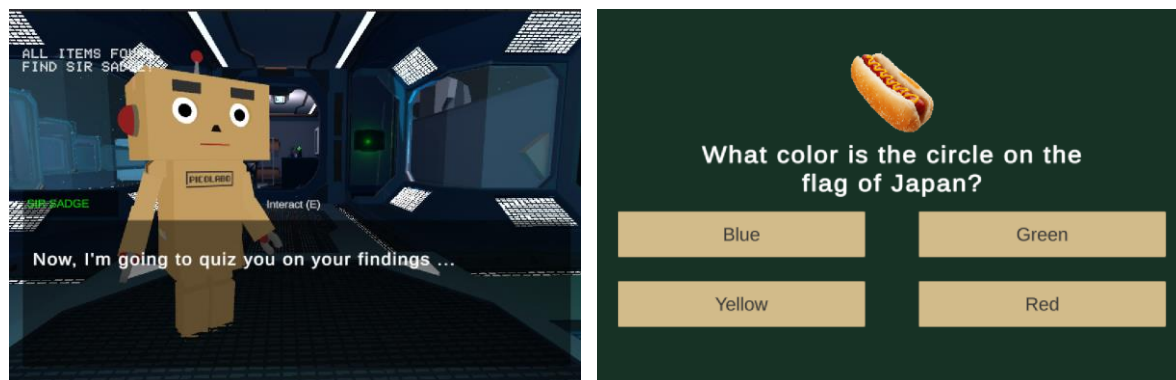 ALL ITEMS FOUND.
FIND SIR SADGE!
PICOLABO
SIR SADGE
Interact (E)
Now, I'm going to quiz you on your findings ...
What color is the circle on the
flag of Japan?
Blue
Green
Yellow
Red